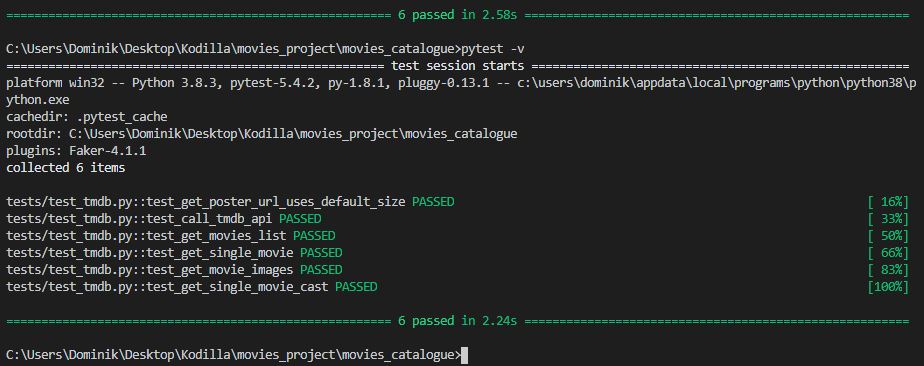 ======================================================= 6 passed in 2.58s =======================================================
C:\Users\Dominik\Desktop\Kodilla\movies_project\movies_catalogue>pytest -v
====================================================== test session starts ======================================================
platform win32 -- Python 3.8.3, pytest-5.4.2, py-1.8.1, pluggy-0.13.1 -- c:\users\dominik\appdata\local\programs\python\python38\p
ython.exe
cachedir: .pytest_cache
rootdir: C:\Users\Dominik\Desktop\Kodilla\movies_project\movies_catalogue
plugins: Faker-4.1.1
collected 6 items
tests/test_tmdb.py::test_get_poster_url_uses_default_size PASSED [ 16%]
tests/test_tmdb.py::test_call_tmdb_api PASSED [ 33%]
tests/test_tmdb.py::test_get_movies_list PASSED [ 50%]
tests/test_tmdb.py::test_get_single_movie PASSED [ 66%]
tests/test_tmdb.py::test_get_movie_images PASSED [ 83%]
tests/test_tmdb.py::test_get_single_movie_cast PASSED [100%]
======================================================= 6 passed in 2.24s =======================================================
C:\Users\Dominik\Desktop\Kodilla\movies_project\movies_catalogue>